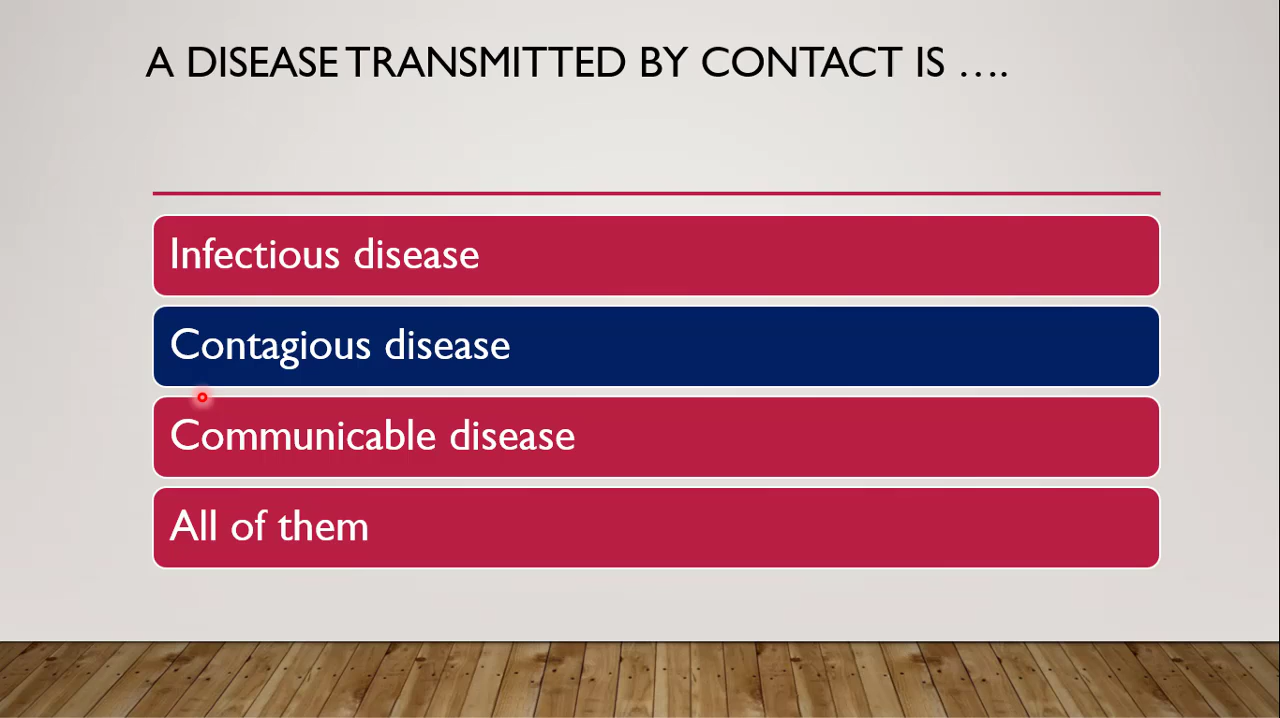 A DISEASE TRANSMITTED BY CONTACT IS ….
Infectious disease
Contagious disease
Communicable disease
All of them